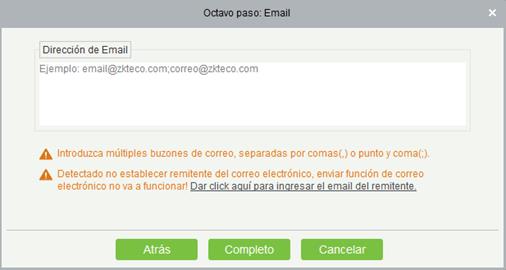 Octavo paso: Email
×
Dirección de Email
Ejemplo: email@zkteco.com;correo@zkteco.com
Introduzca múltiples buzones de correo, separadas por comas(,) o punto y coma(;).
Detectado no establecer remitente del correo electrónico, enviar función de correo
electrónico no va a funcionar! Dar click aquí para ingresar el email del remitente.
Atrás Completo Cancelar